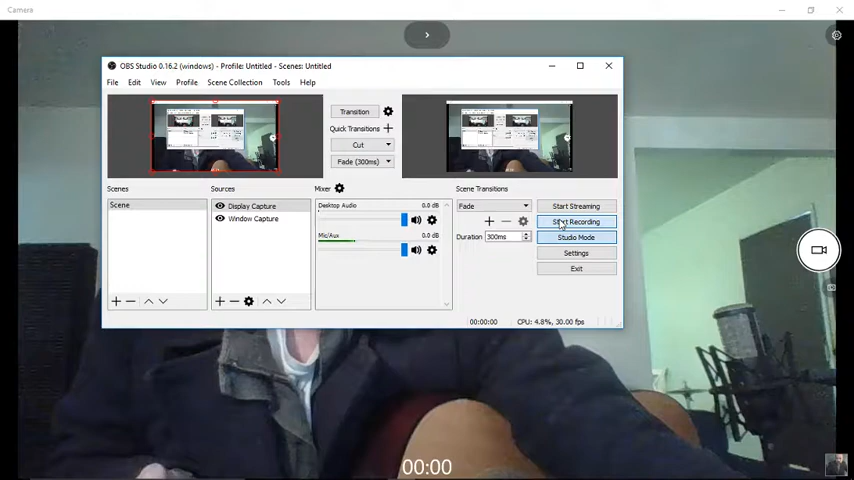 Camera
OBS Studio 0.16.2 (windows) - Profile: Untitled - Scenes: Untitled
File Edit View Profile Scene Collection Tools Help
Transition
Quick Transitions
Cut
Fade (300ms)
Scenes Sources Mixer Scene Transitions
Scene
Display Capture
Window Capture
Desktop Audio 0.0 dB
Mic/Aux 0.0 dB
Fade
Duration 300ms
Start Streaming
Start Recording
Studio Mode
Settings
Exit
00:00:00 CPU: 4.8%, 30.00 fps
00:00